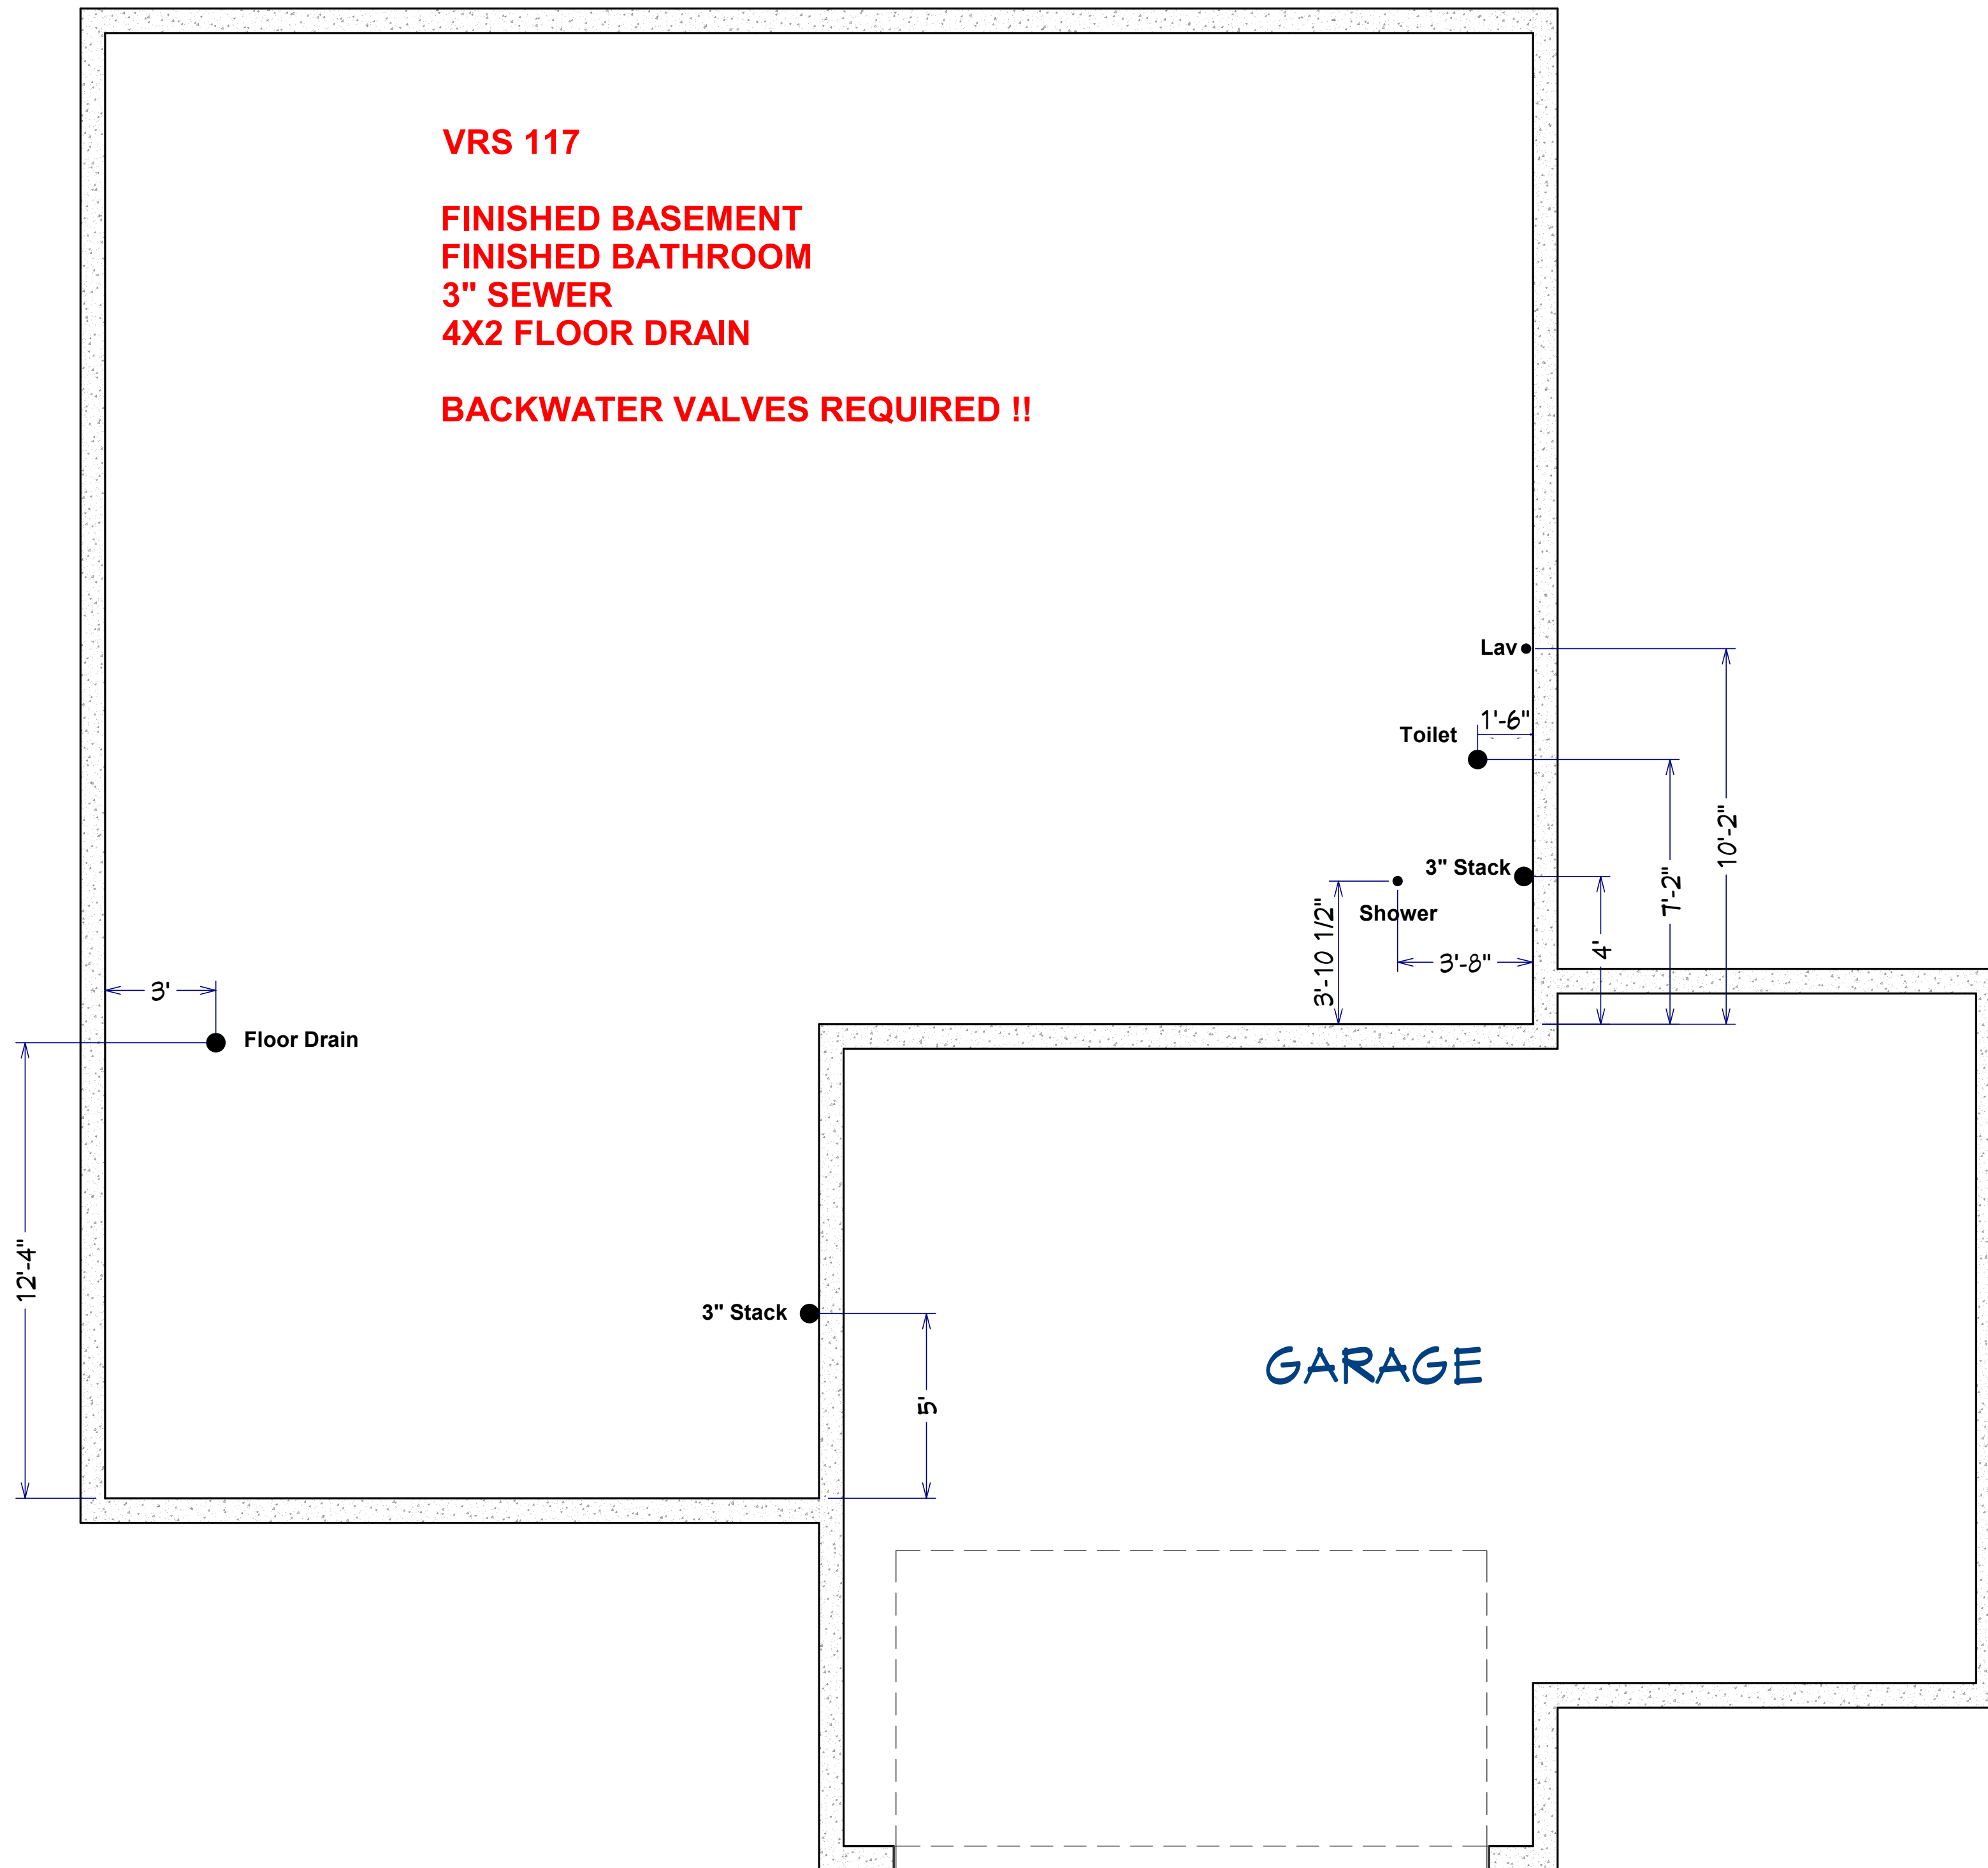 VRS 117
FINISHED BASEMENT
FINISHED BATHROOM
3" SEWER
4X2 FLOOR DRAIN
BACKWATER VALVES REQUIRED !!
Lav
1'-6"
Toilet
10'-2"
3" Stack
7'-2"
Shower
3'-10 1/2"
4'
3'-8"
3'
Floor Drain
12'-4"
3" Stack
GARAGE
5'